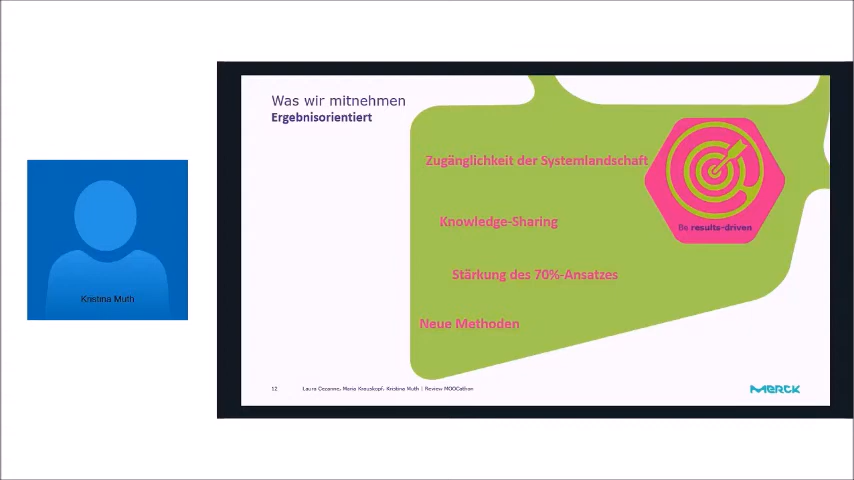 Was wir mitnehmen
Ergebnisorientiert
Zugänglichkeit der Systemlandschaft
Be results-driven
Knowledge-Sharing
Stärkung des 70%-Ansatzes
Neue Methoden
Kristina Muth
12 Laura Cezanne, Maria Krauskopf, Kristina Muth | Review MOOCathon
MERCK